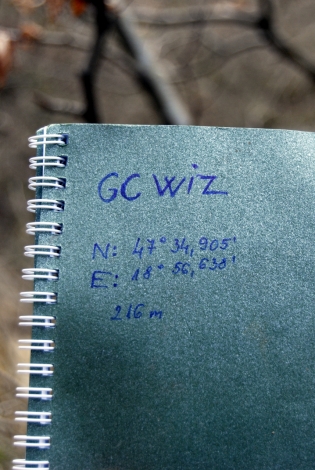 GC WIZ
N: 47° 34,905'
E: 18° 56,638'
216 m